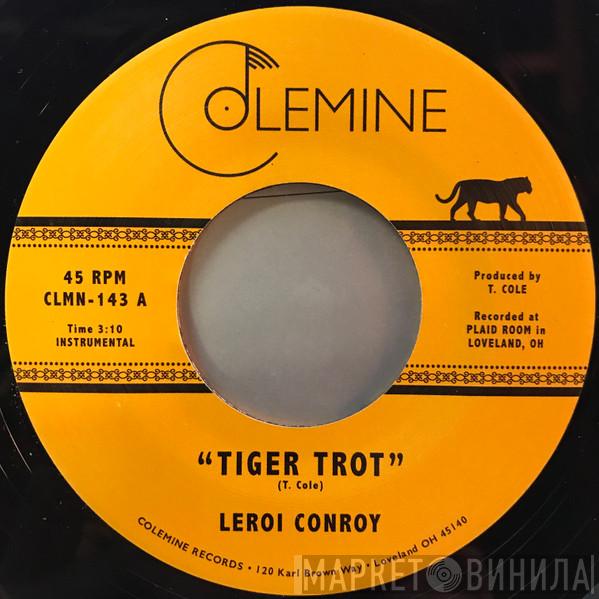 COLEMINE
45 RPM
CLMN-143 A
Time 3:10
INSTRUMENTAL
Produced by
T. COLE
Recorded at
PLAID ROOM in
LOVELAND, OH
"TIGER TROT"
(T. Cole)
LEROI CONROY
COLEMINE RECORDS • 120 Karl Brown Way • Loveland OH 45140
МАРКЕТ ВИНИЛА